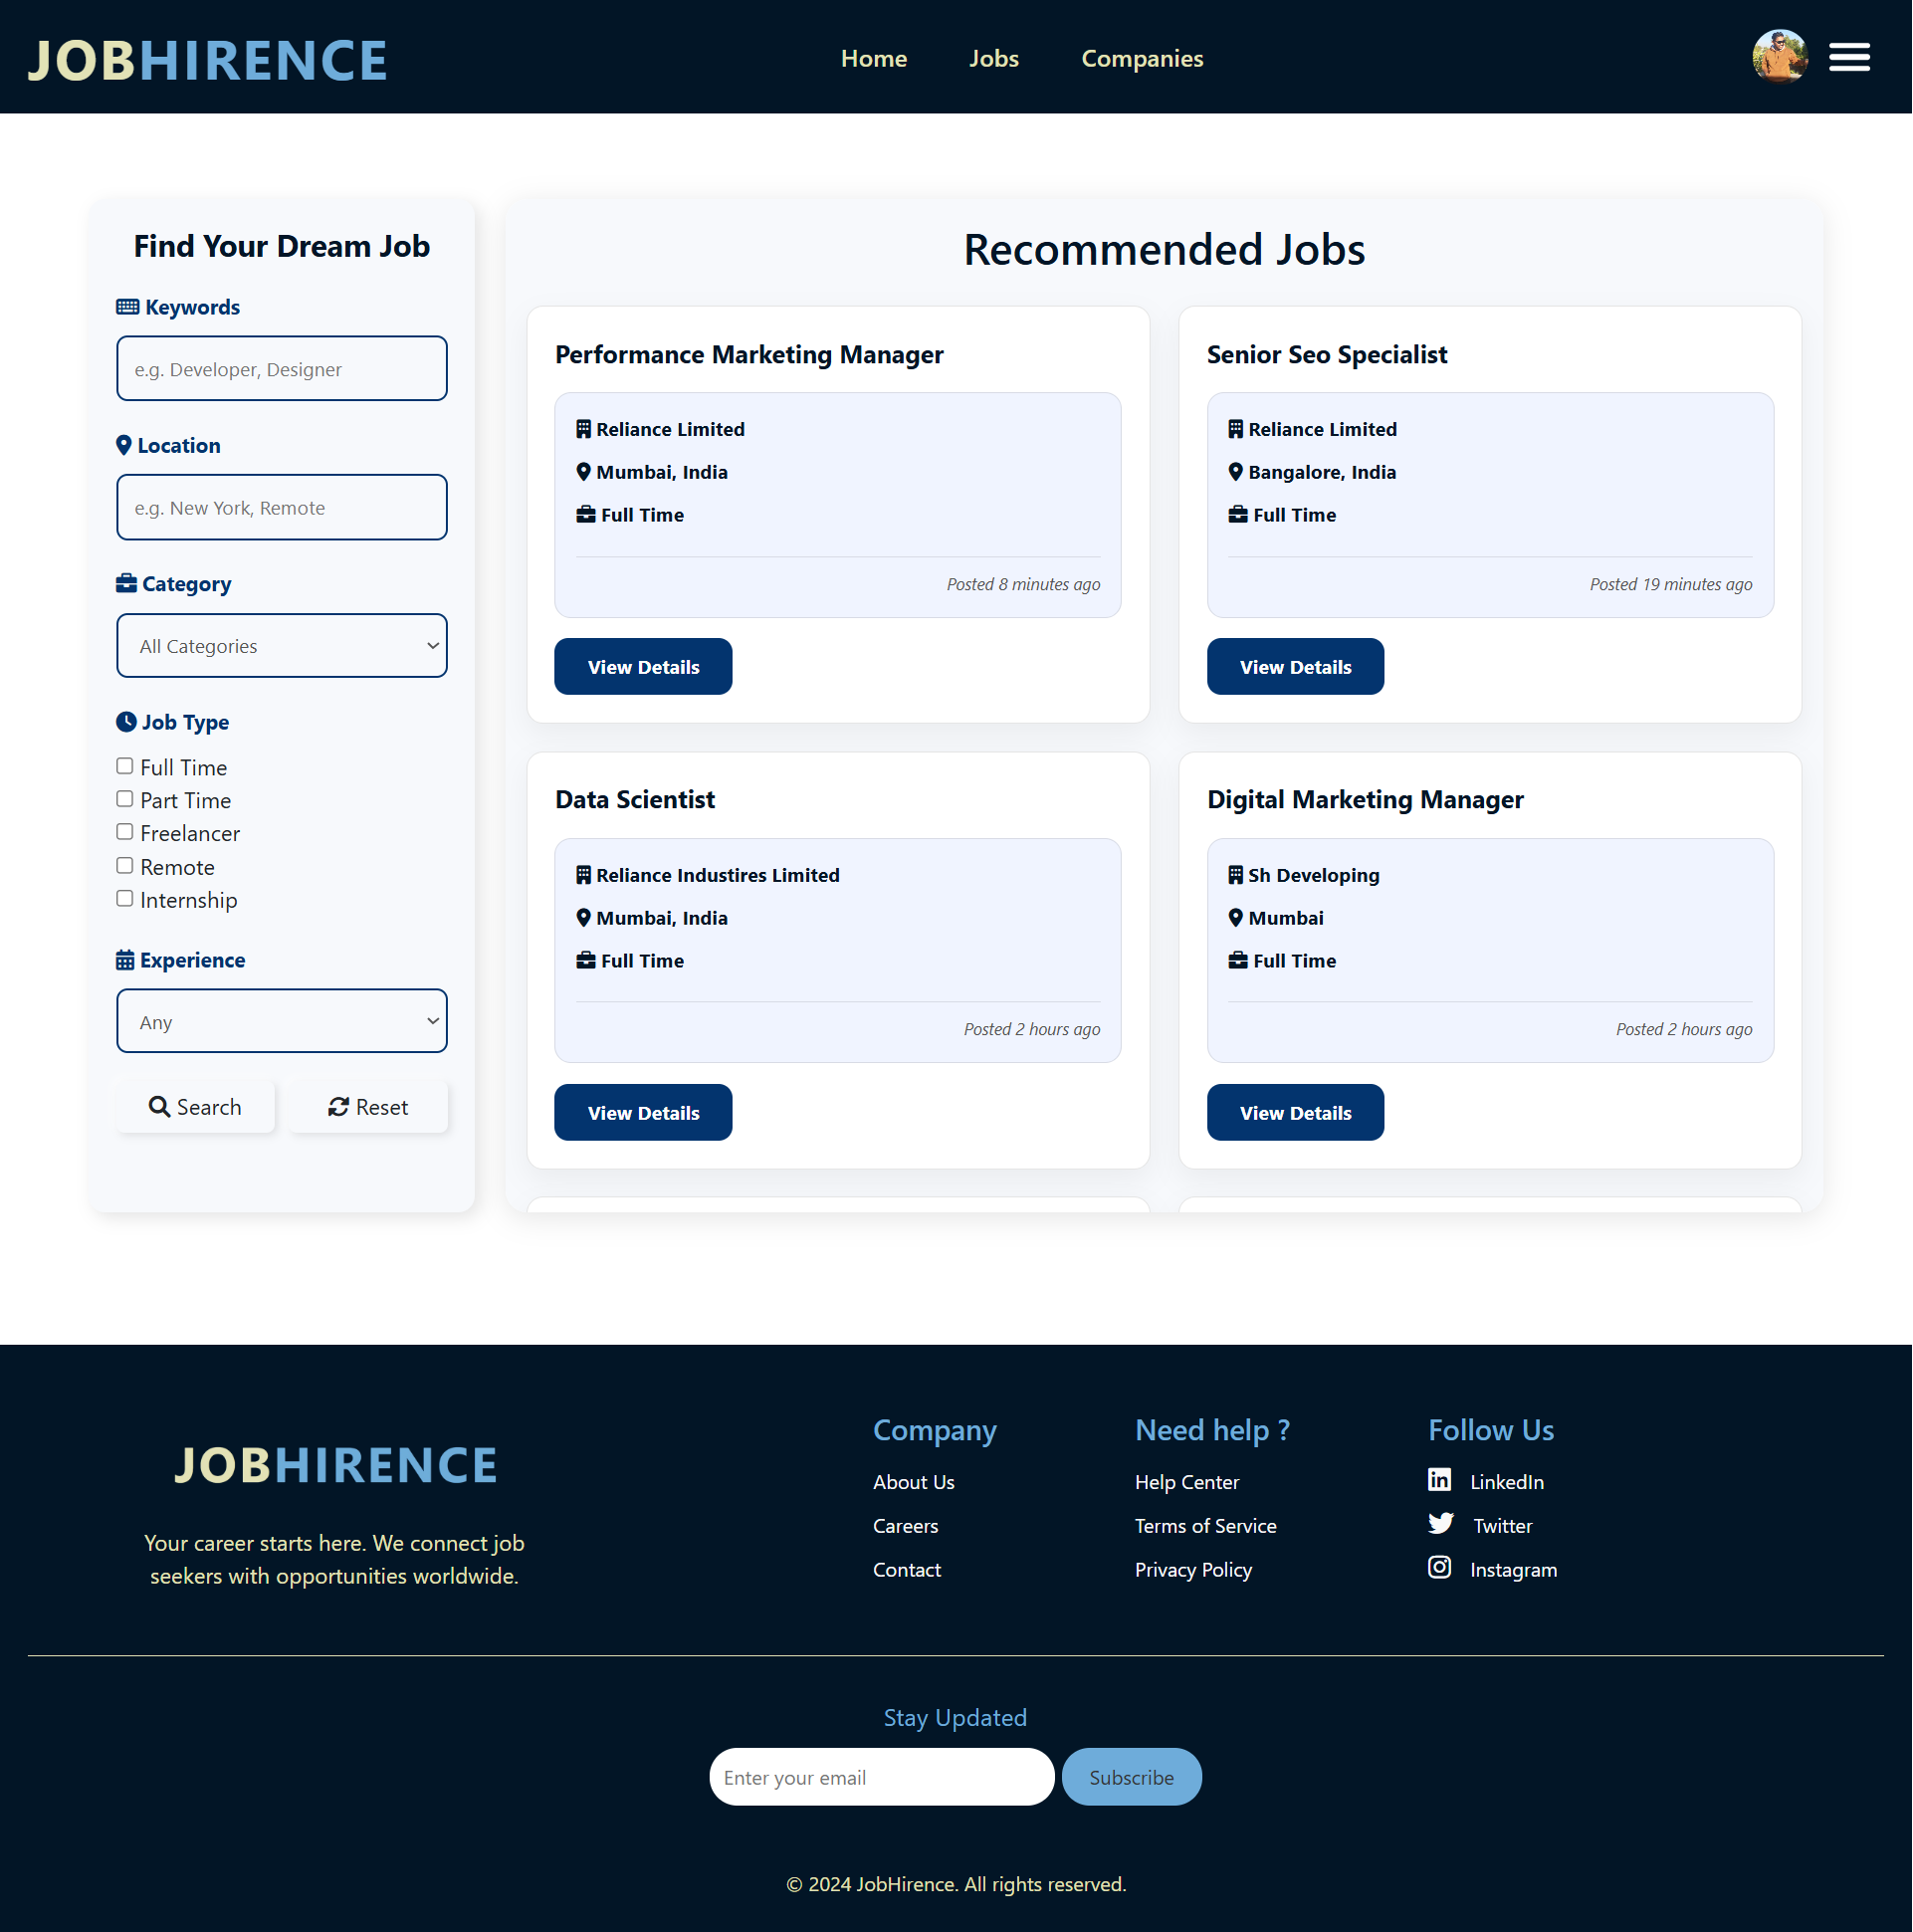 JOBHIRENCE
Home
Jobs
Companies
Find Your Dream Job
Keywords
e.g. Developer, Designer
Location
e.g. New York, Remote
Category
All Categories
Job Type
Full Time
Part Time
Freelancer
Remote
Internship
Experience
Any
Search
Reset
Recommended Jobs
Performance Marketing Manager
Reliance Limited
Mumbai, India
Full Time
Posted 8 minutes ago
View Details
Senior Seo Specialist
Reliance Limited
Bangalore, India
Full Time
Posted 19 minutes ago
View Details
Data Scientist
Reliance Industires Limited
Mumbai, India
Full Time
Posted 2 hours ago
View Details
Digital Marketing Manager
Sh Developing
Mumbai
Full Time
Posted 2 hours ago
View Details
JOBHIRENCE
Your career starts here. We connect job
seekers with opportunities worldwide.
Company
About Us
Careers
Contact
Need help ?
Help Center
Terms of Service
Privacy Policy
Follow Us
LinkedIn
Twitter
Instagram
Stay Updated
Enter your email
Subscribe
© 2024 JobHirence. All rights reserved.